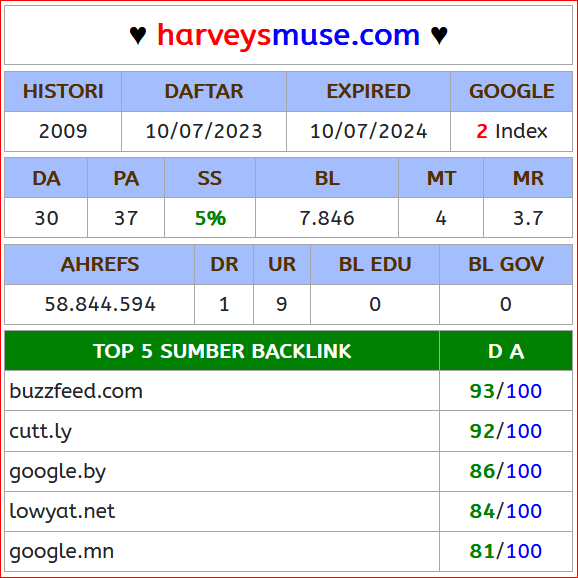 ♥ harveysmuse.com ♥
HISTORI DAFTAR EXPIRED GOOGLE
2009 10/07/2023 10/07/2024 2 Index
DA PA SS BL MT MR
30 37 5% 7.846 4 3.7
AHREFS DR UR BL EDU BL GOV
58.844.594 1 9 0 0
TOP 5 SUMBER BACKLINK D A
buzzfeed.com 93/100
cutt.ly 92/100
google.by 86/100
lowyat.net 84/100
google.mn 81/100